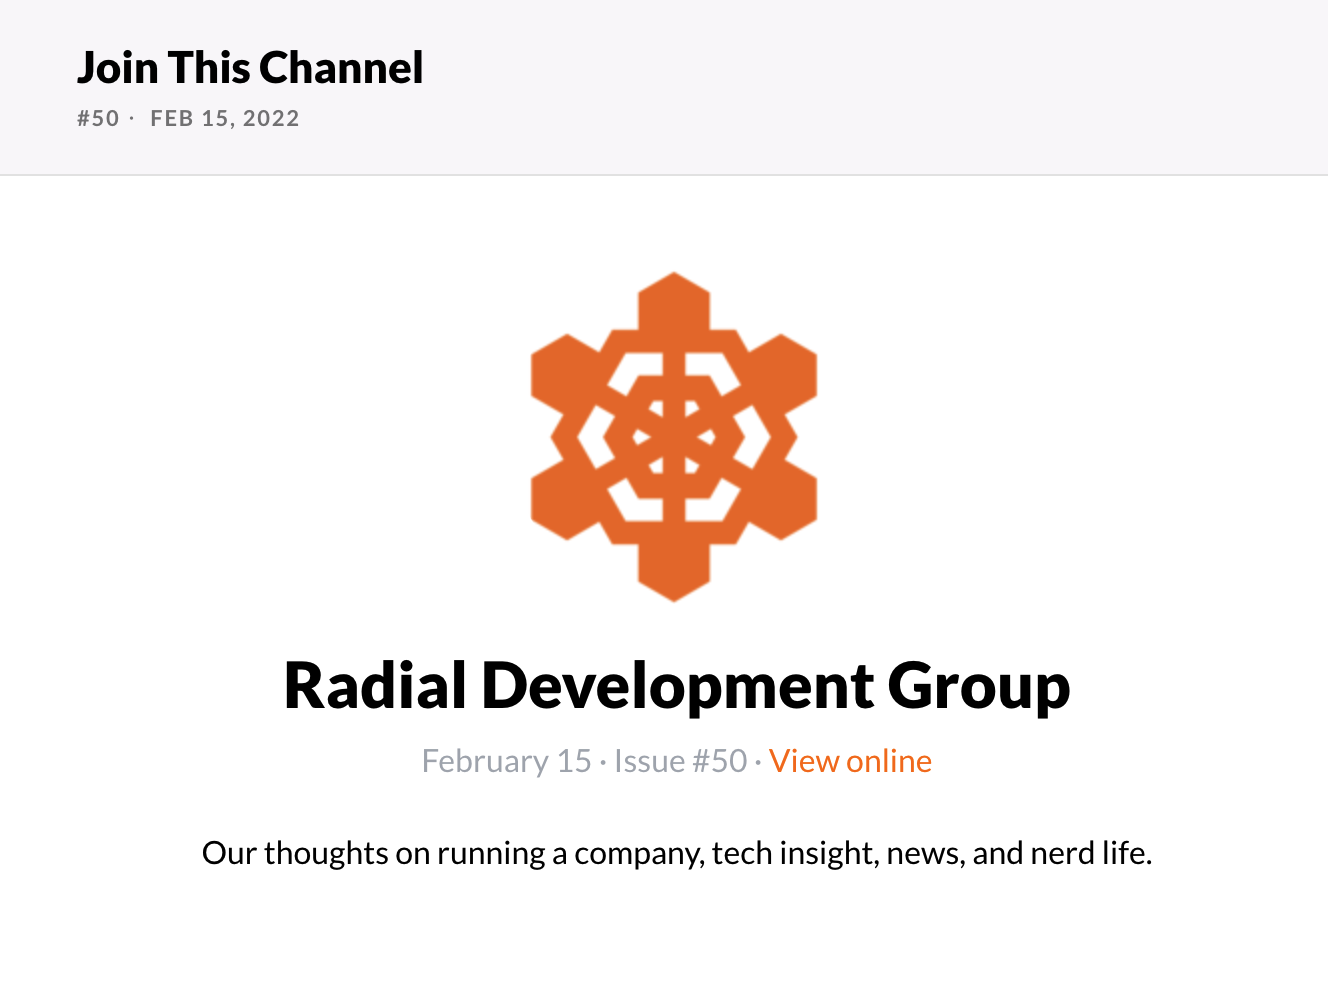 Join This Channel
#50 · FEB 15, 2022
Radial Development Group
February 15 · Issue #50 · View online
Our thoughts on running a company, tech insight, news, and nerd life.